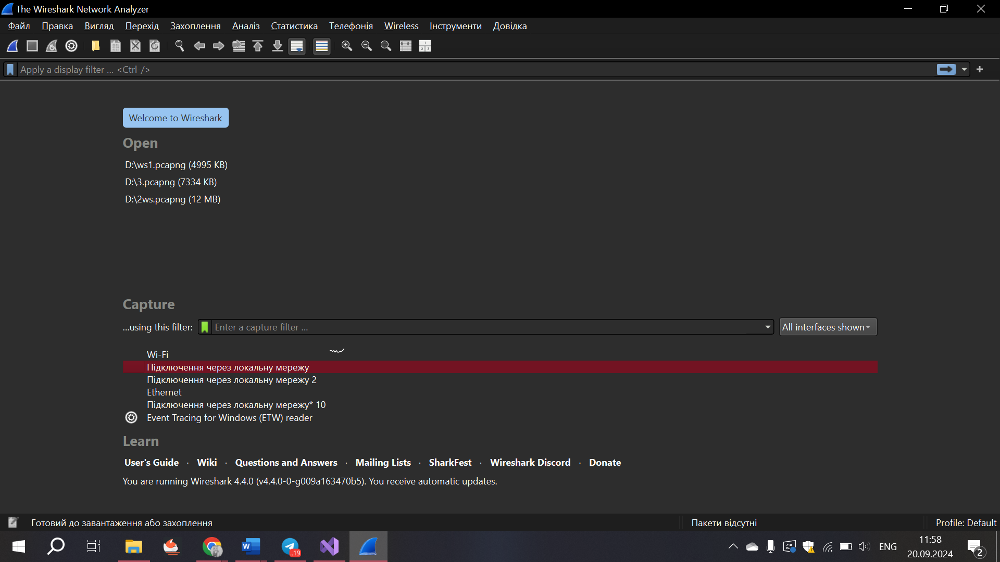 The Wireshark Network Analyzer
Файл Правка Вигляд Перехід Захоплення Аналіз Статистика Телефонія Wireless Інструменти Довідка
Apply a display filter ... <Ctrl-/>
Welcome to Wireshark
Open
D:\ws1.pcapng (4995 KB)
D:\3.pcapng (7334 KB)
D:\2ws.pcapng (12 MB)
Capture
...using this filter: Enter a capture filter ... All interfaces shown
Wi-Fi
Підключення через локальну мережу
Підключення через локальну мережу 2
Ethernet
Підключення через локальну мережу* 10
Event Tracing for Windows (ETW) reader
Learn
User's Guide · Wiki · Questions and Answers · Mailing Lists · SharkFest · Wireshark Discord · Donate
You are running Wireshark 4.4.0 (v4.4.0-0-g009a163470b5). You receive automatic updates.
Готовий до завантаження або захоплення Пакети відсутні Profile: Default
W ..19 ENG 11:58
20.09.2024 2